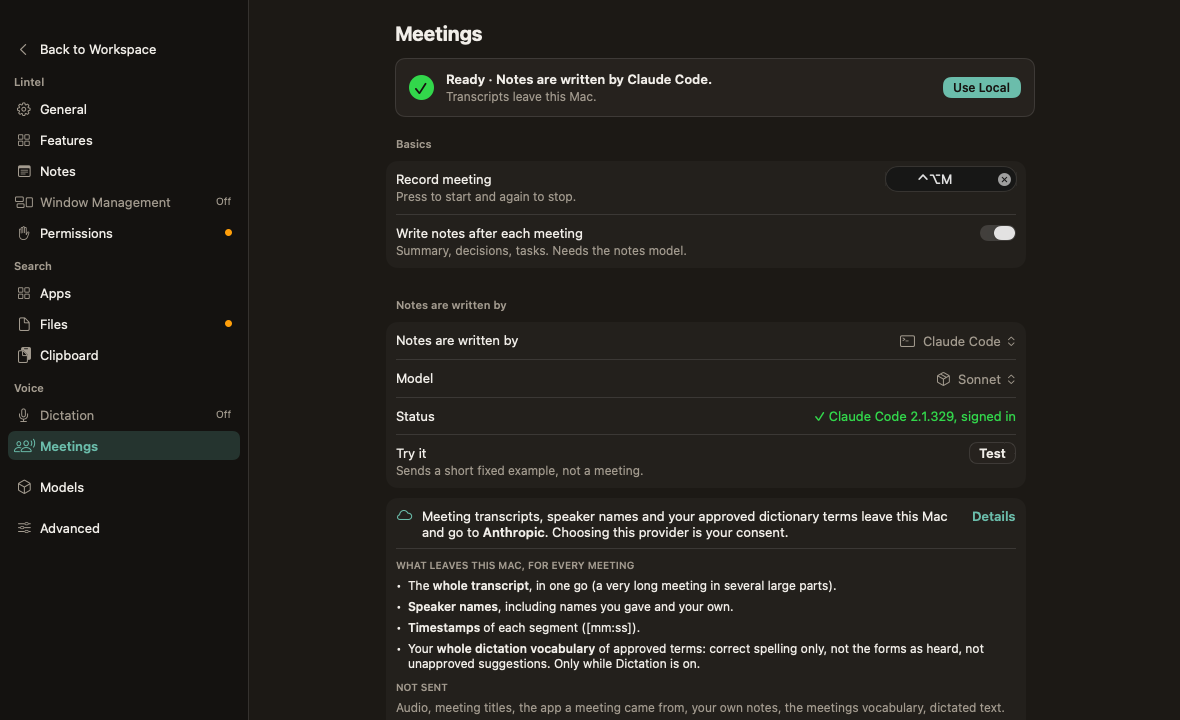 Back to Workspace
Lintel
General
Features
Notes
Window Management Off
Permissions
Search
Apps
Files
Clipboard
Voice
Dictation Off
Meetings
Models
Advanced
Meetings
Ready · Notes are written by Claude Code.
Transcripts leave this Mac.
Use Local
Basics
Record meeting
Press to start and again to stop.
^⌥M
Write notes after each meeting
Summary, decisions, tasks. Needs the notes model.
Notes are written by
Notes are written by Claude Code
Model Sonnet
Status ✓ Claude Code 2.1.329, signed in
Try it
Sends a short fixed example, not a meeting.
Test
Meeting transcripts, speaker names and your approved dictionary terms leave this Mac
and go to Anthropic. Choosing this provider is your consent.
Details
WHAT LEAVES THIS MAC, FOR EVERY MEETING
• The whole transcript, in one go (a very long meeting in several large parts).
• Speaker names, including names you gave and your own.
• Timestamps of each segment ([mm:ss]).
• Your whole dictation vocabulary of approved terms: correct spelling only, not the forms as heard, not
unapproved suggestions. Only while Dictation is on.
NOT SENT
Audio, meeting titles, the app a meeting came from, your own notes, the meetings vocabulary, dictated text.